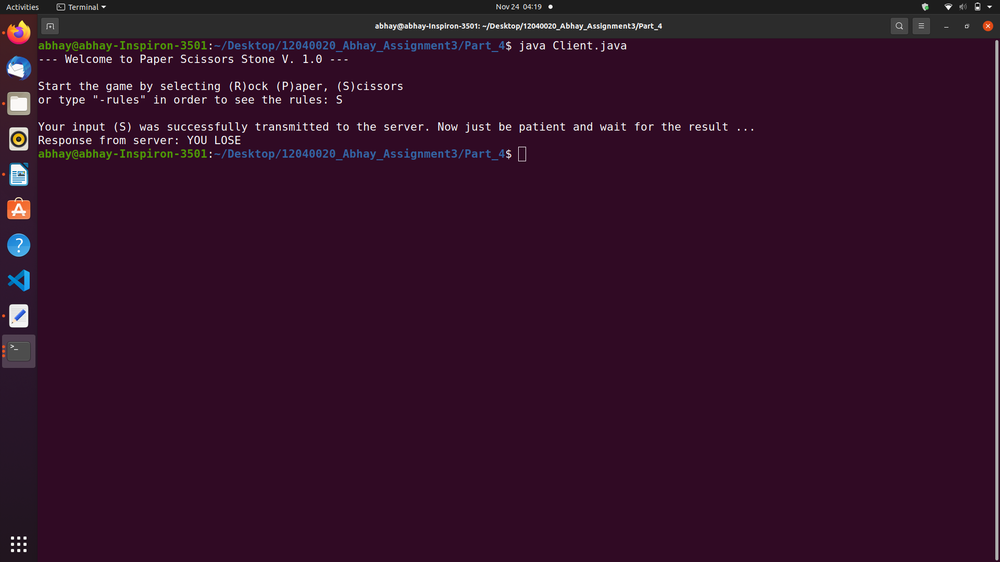 Activities
Terminal
Nov 24 04:19
abhay@abhay-Inspiron-3501: ~/Desktop/12040020_Abhay_Assignment3/Part_4
abhay@abhay-Inspiron-3501:~/Desktop/12040020_Abhay_Assignment3/Part_4$ java Client.java
--- Welcome to Paper Scissors Stone V. 1.0 ---
Start the game by selecting (R)ock (P)aper, (S)cissors
or type "-rules" in order to see the rules: S
Your input (S) was successfully transmitted to the server. Now just be patient and wait for the result ...
Response from server: YOU LOSE
abhay@abhay-Inspiron-3501:~/Desktop/12040020_Abhay_Assignment3/Part_4$